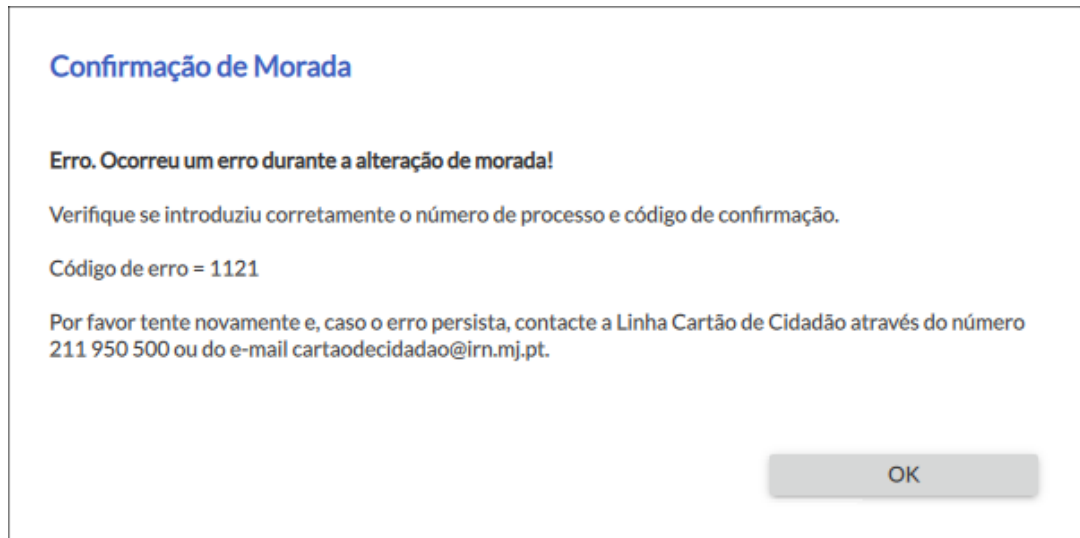 Confirmação de Morada
Erro. Ocorreu um erro durante a alteração de morada!
Verifique se introduziu corretamente o número de processo e código de confirmação.
Código de erro = 1121
Por favor tente novamente e, caso o erro persista, contacte a Linha Cartão de Cidadão através do número
211 950 500 ou do e-mail cartaodecidadao@irn.mj.pt.
OK